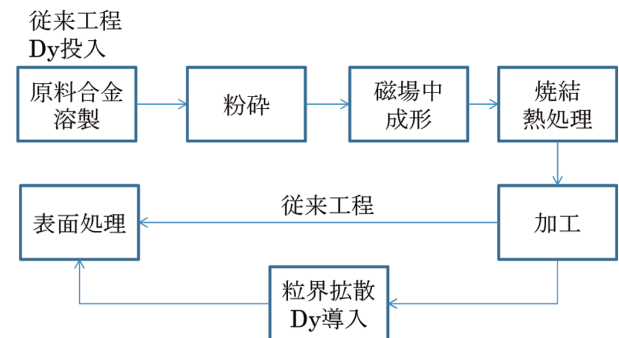 従来工程
Dy投入
原料合金
溶製
粉砕
磁場中
成形
焼結
熱処理
加工
従来工程
表面処理
粒界拡散
Dy導入